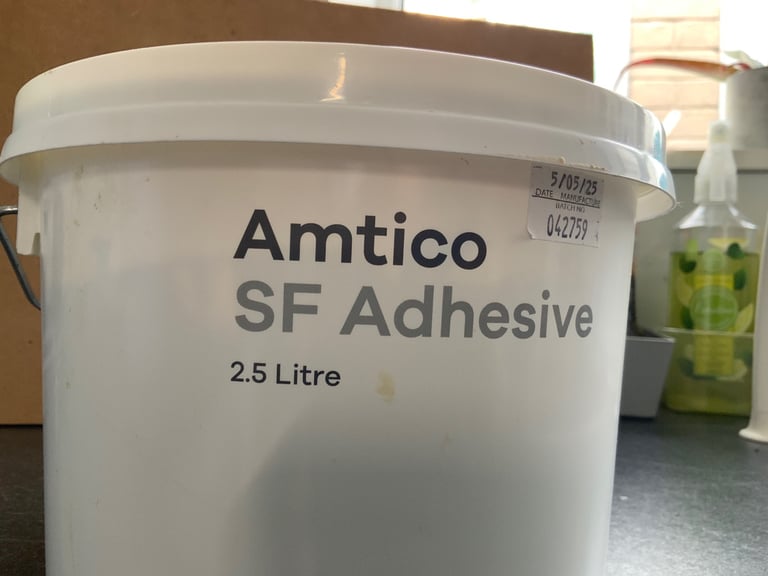 5/05/25
DATE MANUFACTURE
BATCH NO
042759
Amtico
SF Adhesive
2.5 Litre